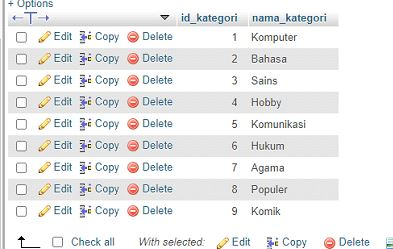 + Options
←T→ id_kategori nama_kategori
Edit Copy Delete 1 Komputer
Edit Copy Delete 2 Bahasa
Edit Copy Delete 3 Sains
Edit Copy Delete 4 Hobby
Edit Copy Delete 5 Komunikasi
Edit Copy Delete 6 Hukum
Edit Copy Delete 7 Agama
Edit Copy Delete 8 Populer
Edit Copy Delete 9 Komik
Check all With selected: Edit Copy Delete